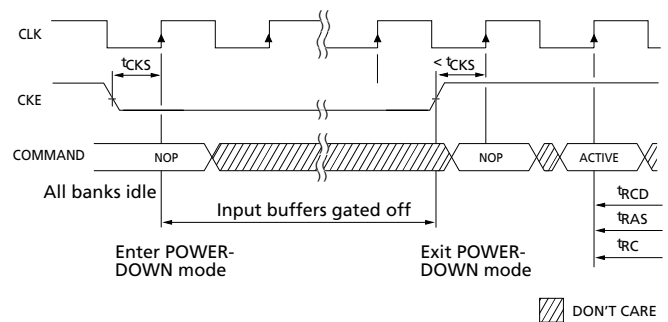 CLK
tCKS
< tCKS
CKE
COMMAND
NOP
NOP
ACTIVE
All banks idle
Input buffers gated off
tRCD
tRAS
tRC
Enter POWER-
DOWN mode
Exit POWER-
DOWN mode
DON'T CARE